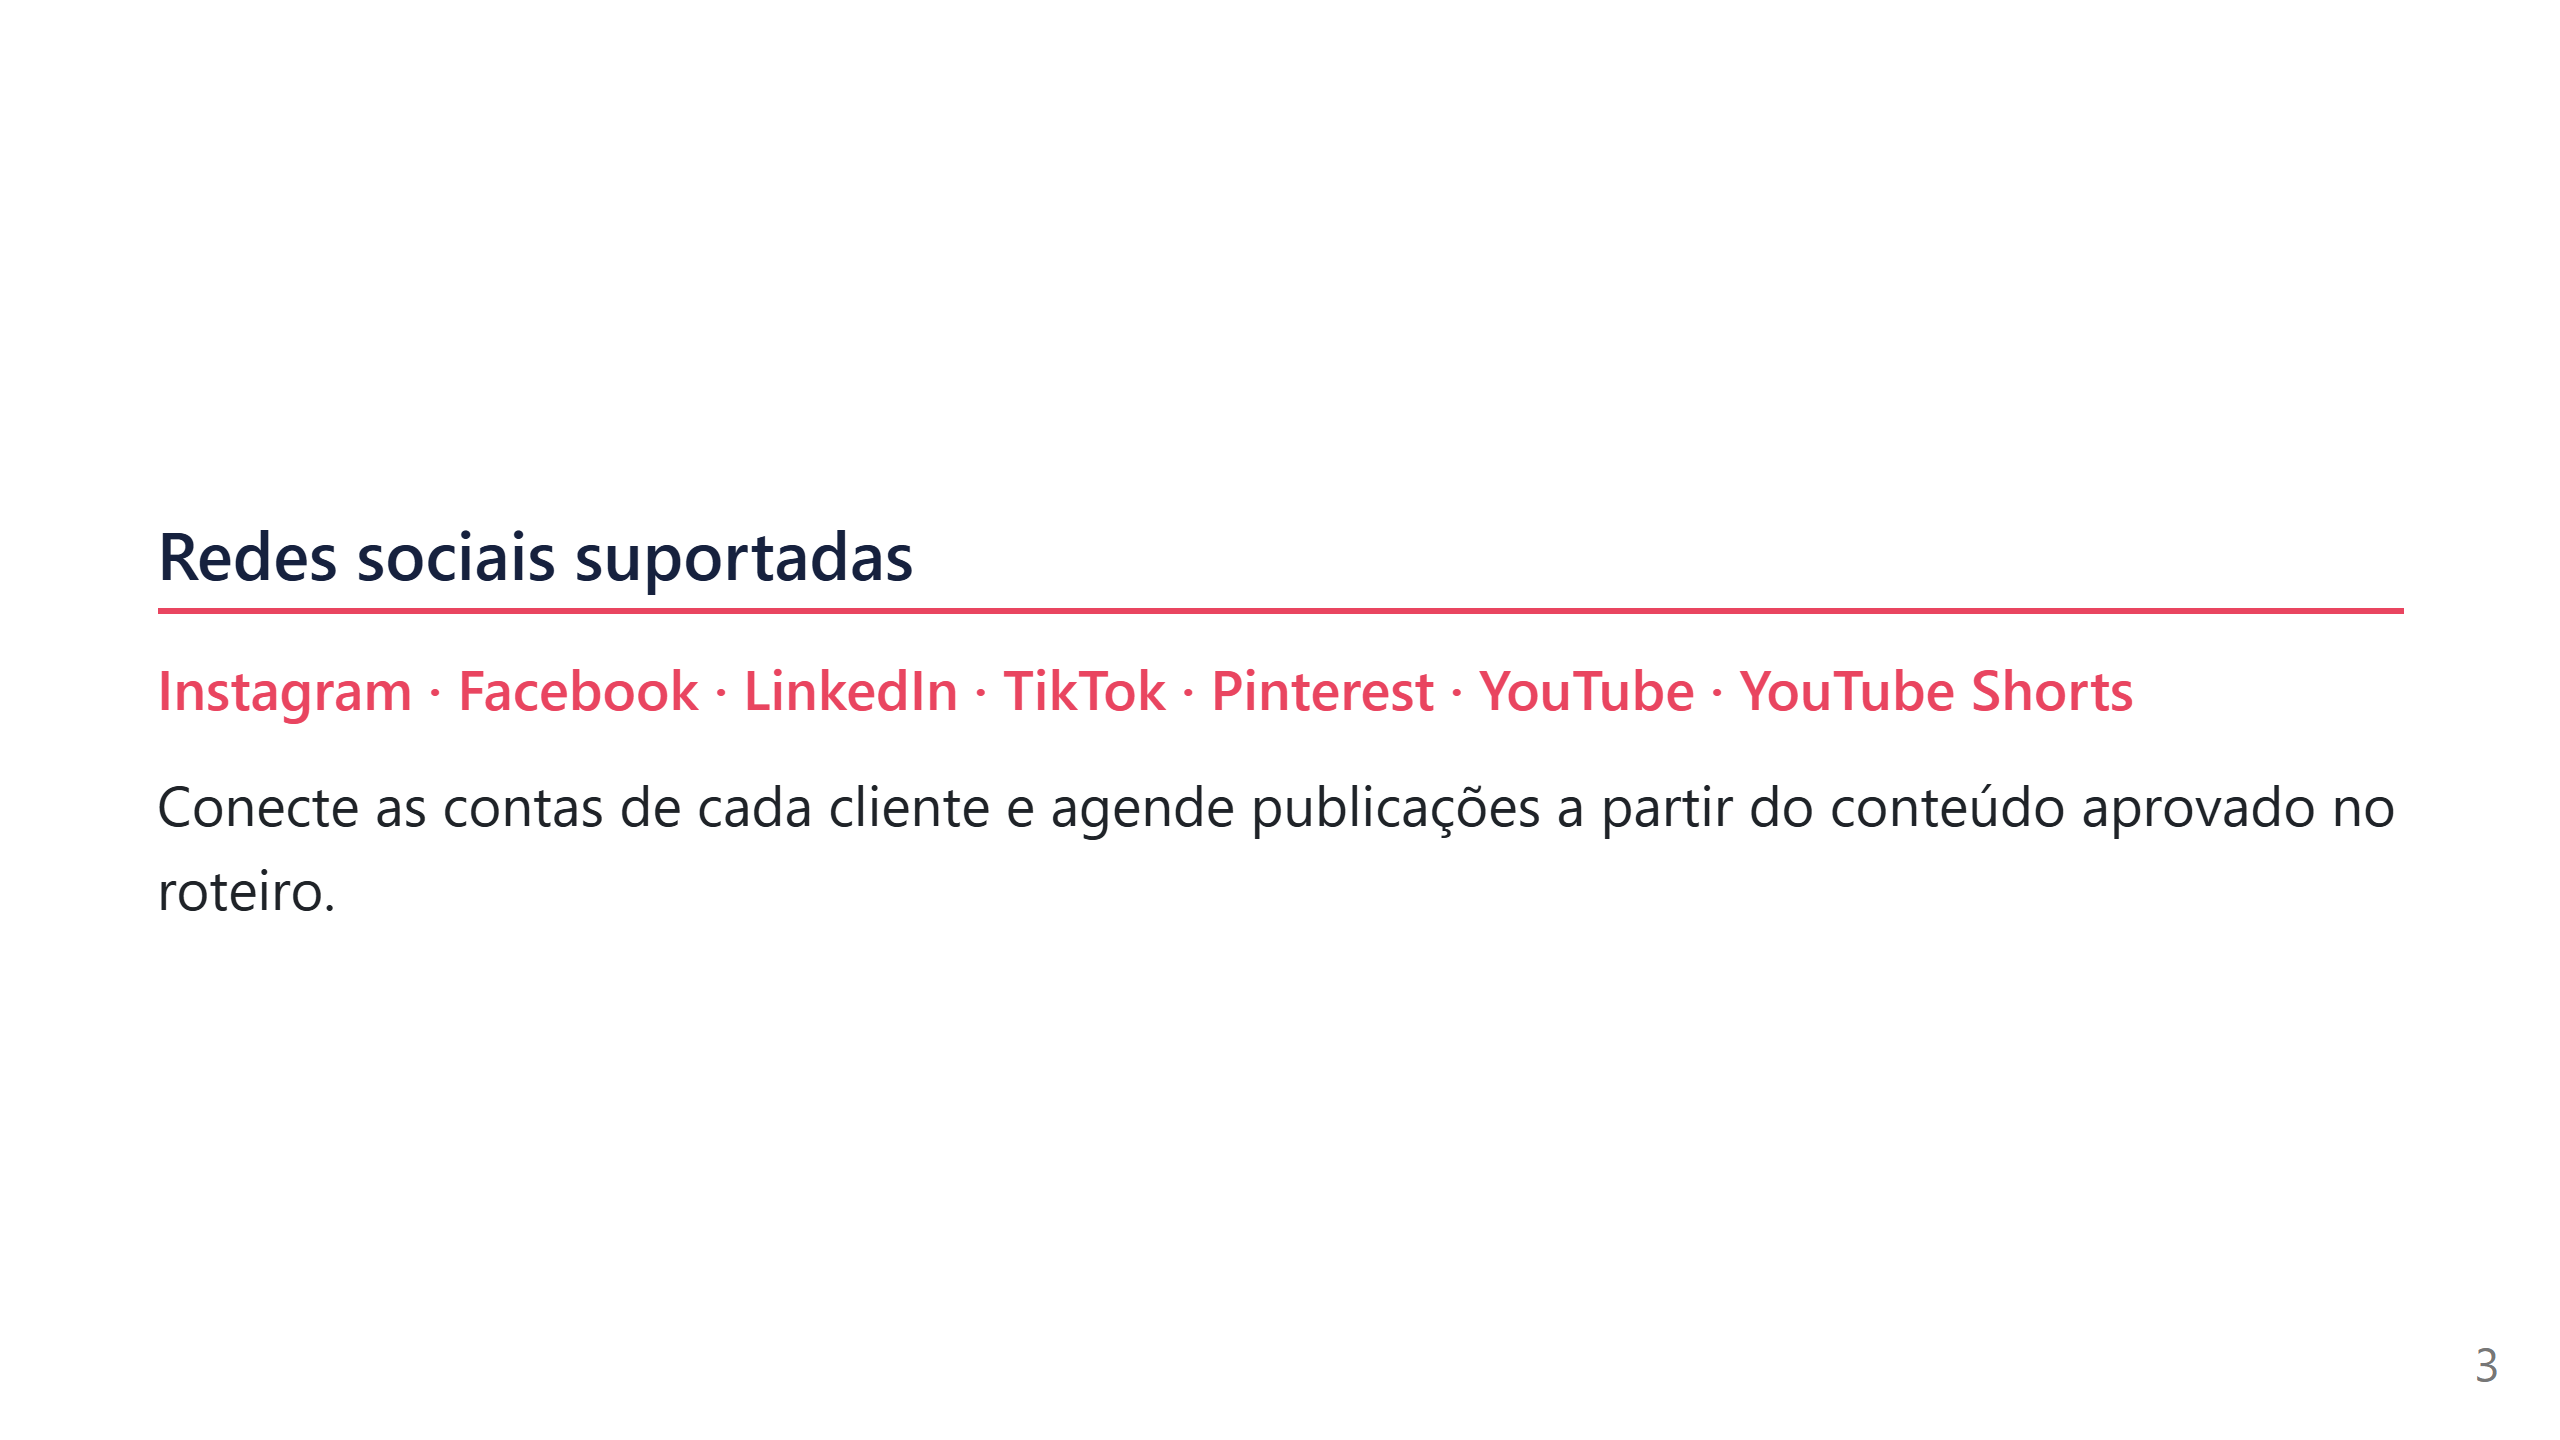 Redes sociais suportadas
Instagram · Facebook · LinkedIn · TikTok · Pinterest · YouTube · YouTube Shorts
Conecte as contas de cada cliente e agende publicações a partir do conteúdo aprovado no
roteiro.
3